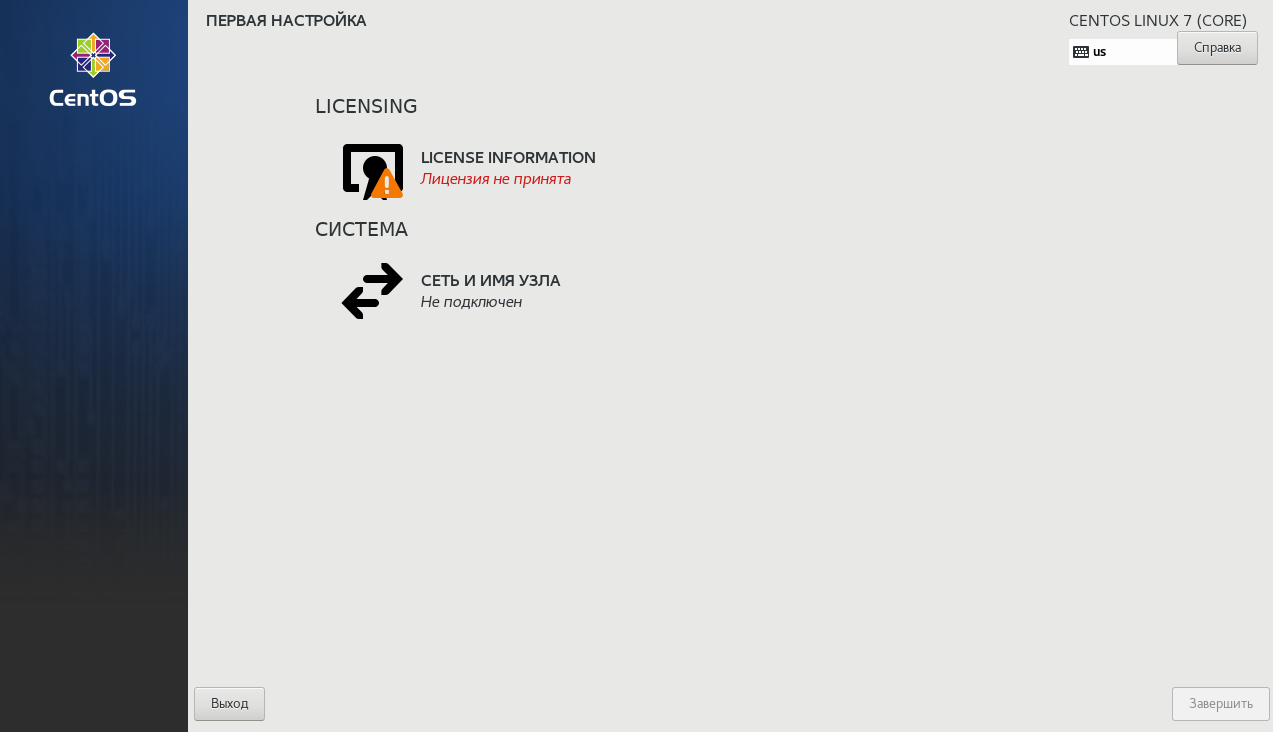 CentOS
ПЕРВАЯ НАСТРОЙКА
CENTOS LINUX 7 (CORE)
us
Справка
LICENSING
LICENSE INFORMATION
Лицензия не принята
СИСТЕМА
СЕТЬ И ИМЯ УЗЛА
Не подключен
Выход
Завершить